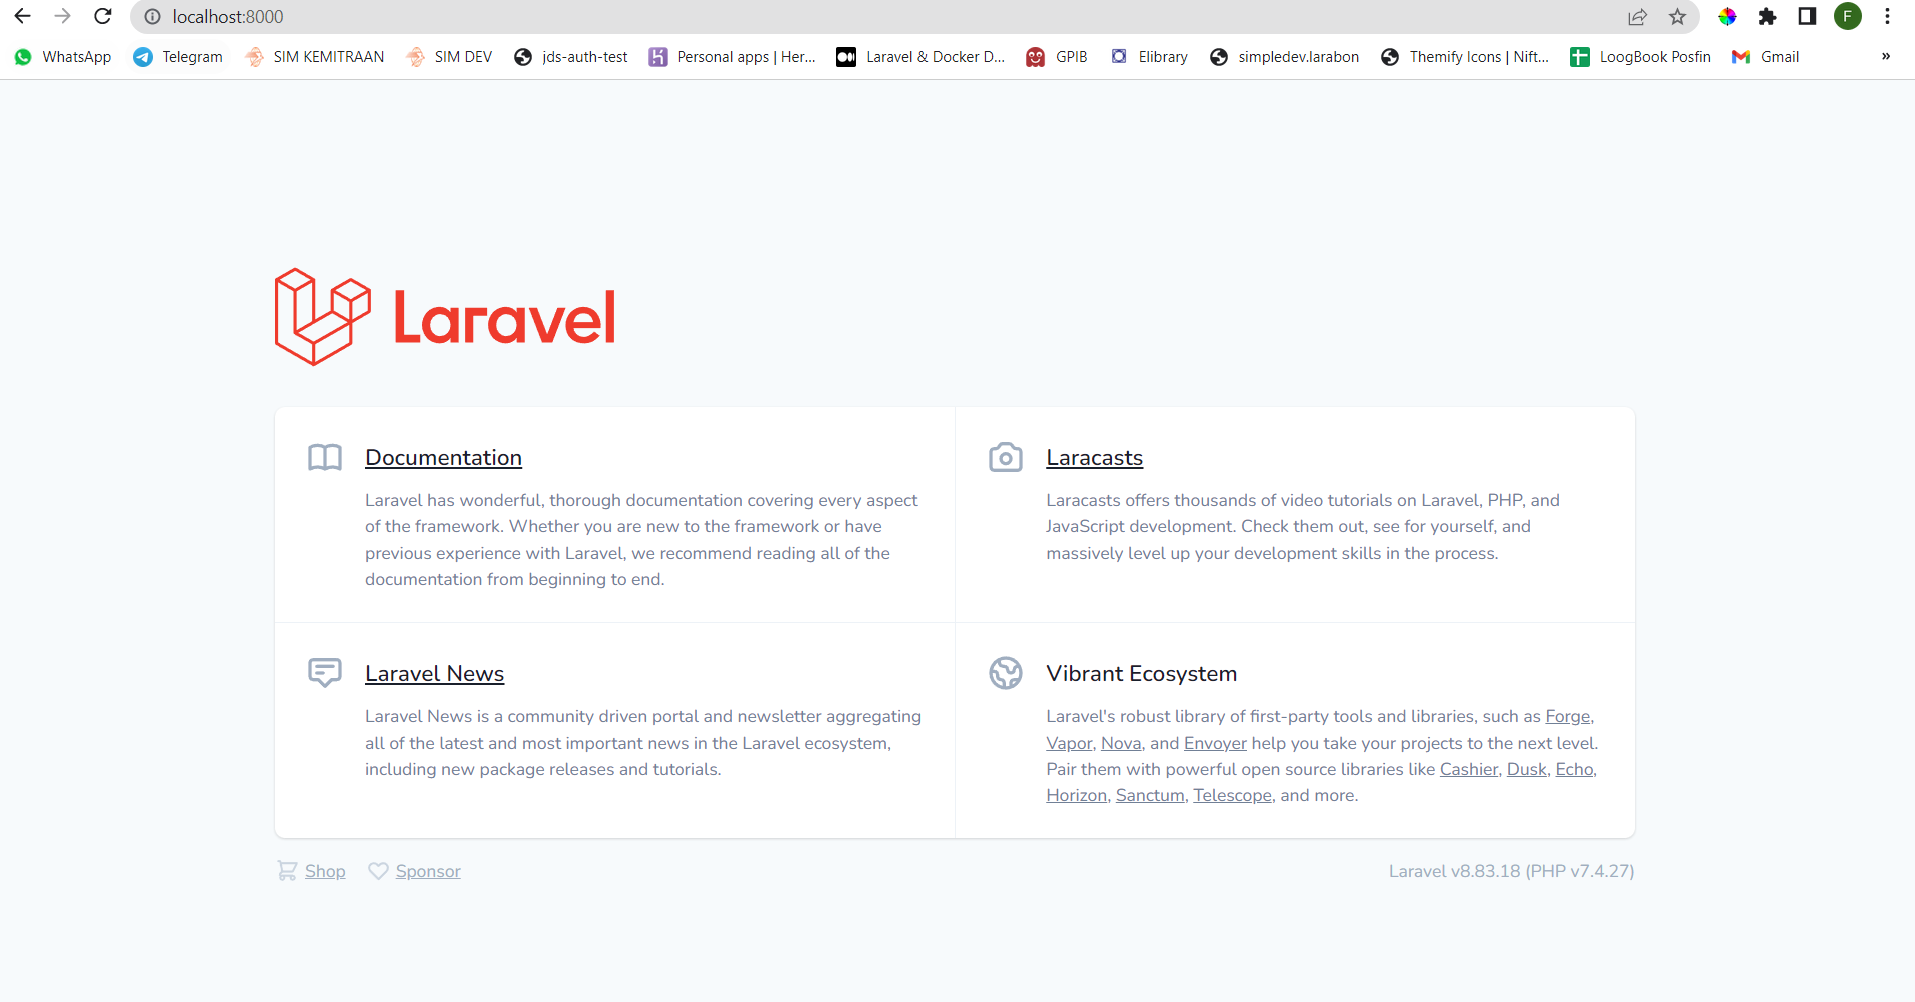 localhost:8000
F
WhatsApp Telegram SIM KEMITRAAN SIM DEV jds-auth-test Personal apps | Her... Laravel & Docker D... GPIB Elibrary simpledev.larabon Themify Icons | Nift... LoogBook Posfin Gmail »
Laravel
Documentation
Laravel has wonderful, thorough documentation covering every aspect
of the framework. Whether you are new to the framework or have
previous experience with Laravel, we recommend reading all of the
documentation from beginning to end.
Laracasts
Laracasts offers thousands of video tutorials on Laravel, PHP, and
JavaScript development. Check them out, see for yourself, and
massively level up your development skills in the process.
Laravel News
Laravel News is a community driven portal and newsletter aggregating
all of the latest and most important news in the Laravel ecosystem,
including new package releases and tutorials.
Vibrant Ecosystem
Laravel's robust library of first-party tools and libraries, such as Forge,
Vapor, Nova, and Envoyer help you take your projects to the next level.
Pair them with powerful open source libraries like Cashier, Dusk, Echo,
Horizon, Sanctum, Telescope, and more.
Shop Sponsor
Laravel v8.83.18 (PHP v7.4.27)